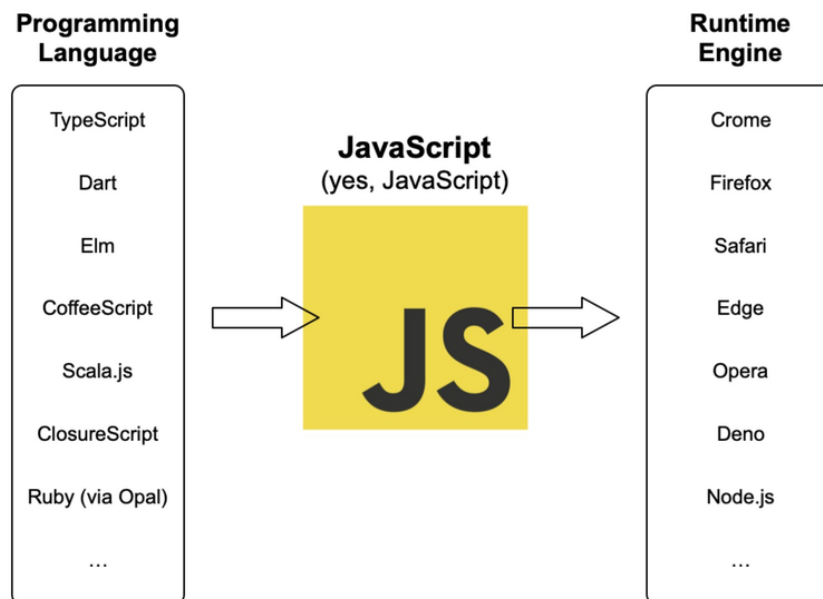 Programming
Language
TypeScript
Dart
Elm
CoffeeScript
Scala.js
ClosureScript
Ruby (via Opal)
...
JavaScript
(yes, JavaScript)
JS
Runtime
Engine
Crome
Firefox
Safari
Edge
Opera
Deno
Node.js
...